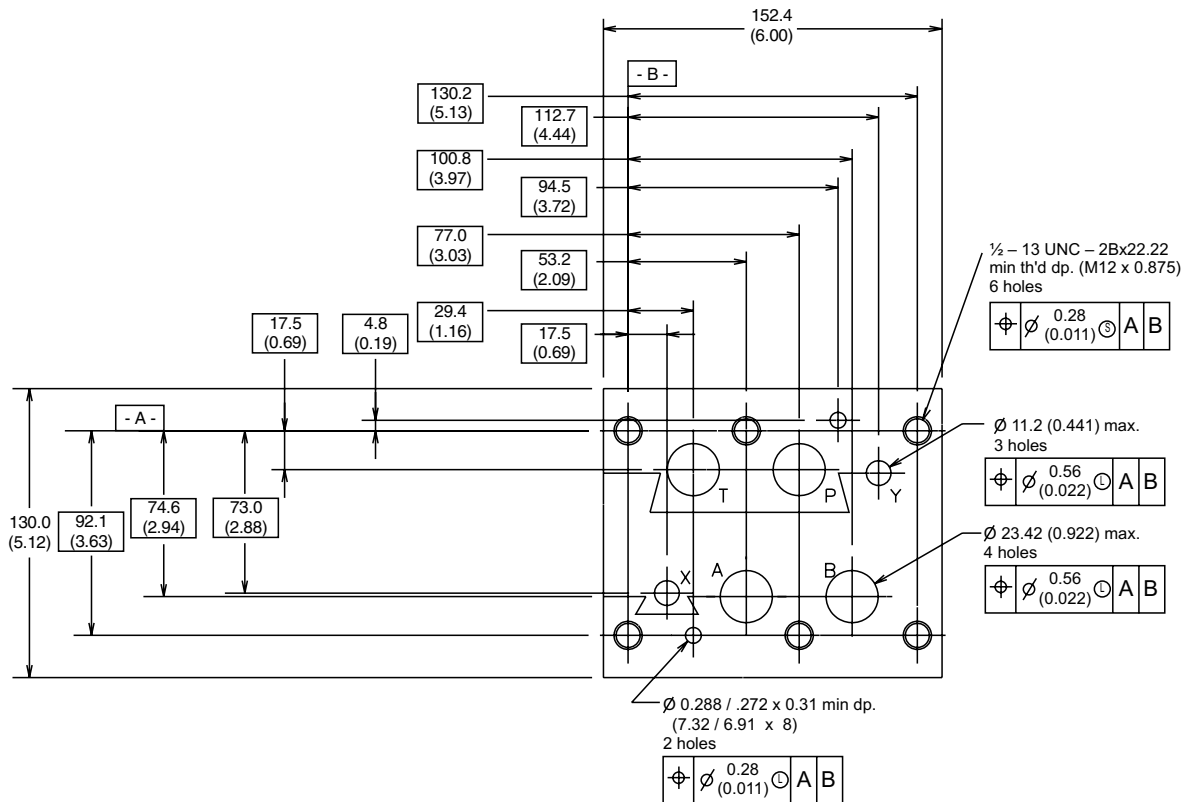 152.4
(6.00)
- B -
130.2
(5.13)
112.7
(4.44)
100.8
(3.97)
94.5
(3.72)
77.0
(3.03)
53.2
(2.09)
29.4
(1.16)
17.5
(0.69)
17.5
(0.69)
4.8
(0.19)
½ – 13 UNC – 2Bx22.22
min th'd dp. (M12 x 0.875)
6 holes
⌖ Ø 0.28 (0.011) Ⓢ A B
- A -
Ø 11.2 (0.441) max.
3 holes
⌖ Ø 0.56 (0.022) Ⓛ A B
T
P
Y
130.0
(5.12)
92.1
(3.63)
74.6
(2.94)
73.0
(2.88)
Ø 23.42 (0.922) max.
4 holes
⌖ Ø 0.56 (0.022) Ⓛ A B
X
A
B
Ø 0.288 / .272 x 0.31 min dp.
(7.32 / 6.91 x 8)
2 holes
⌖ Ø 0.28 (0.011) Ⓛ A B